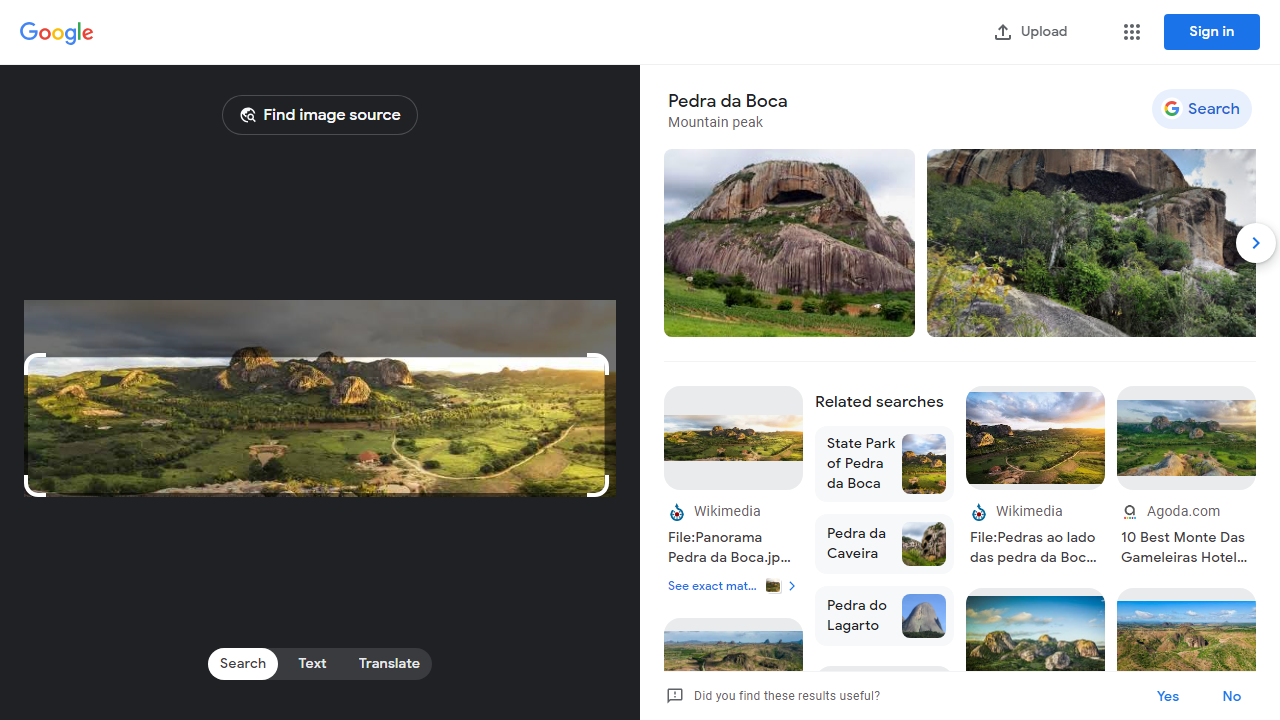 Google
Upload
Sign in
Find image source
Pedra da Boca
Mountain peak
Search
Related searches
State Park
of Pedra
da Boca
Pedra da
Caveira
Pedra do
Lagarto
Wikimedia
File:Panorama
Pedra da Boca.jp...
See exact mat...
Wikimedia
File:Pedras ao lado
das pedra da Boc...
Agoda.com
10 Best Monte Das
Gameleiras Hotel...
Search
Text
Translate
Did you find these results useful?
Yes
No